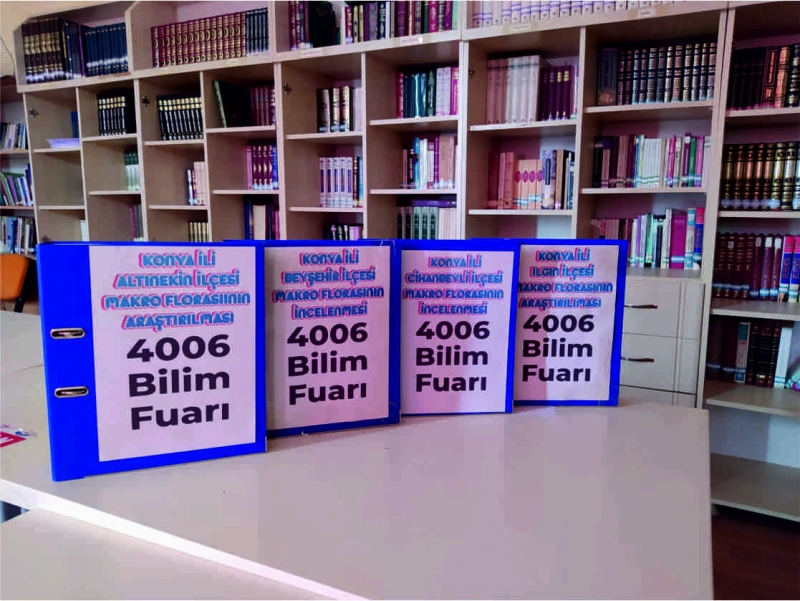 KONYA İLİ
ALTINEKİN İLÇESİ
MAKRO FLORASIININ
ARAŞTIRILMASI
4006
Bilim
Fuarı
KONYA İLİ
BEYŞEHİR İLÇESİ
MAKRO FLORASININ
İNCELENMESİ
4006
Bilim
Fuarı
KONYA İLİ
CİHANBEYLİ İLÇESİ
MAKRO FLORASININ
İNCELENMESİ
4006
Bilim
Fuarı
KONYA İLİ
ILGIN İLÇESİ
MAKRO FLORASININ
ARAŞTIRILMASI
4006
Bilim
Fuarı